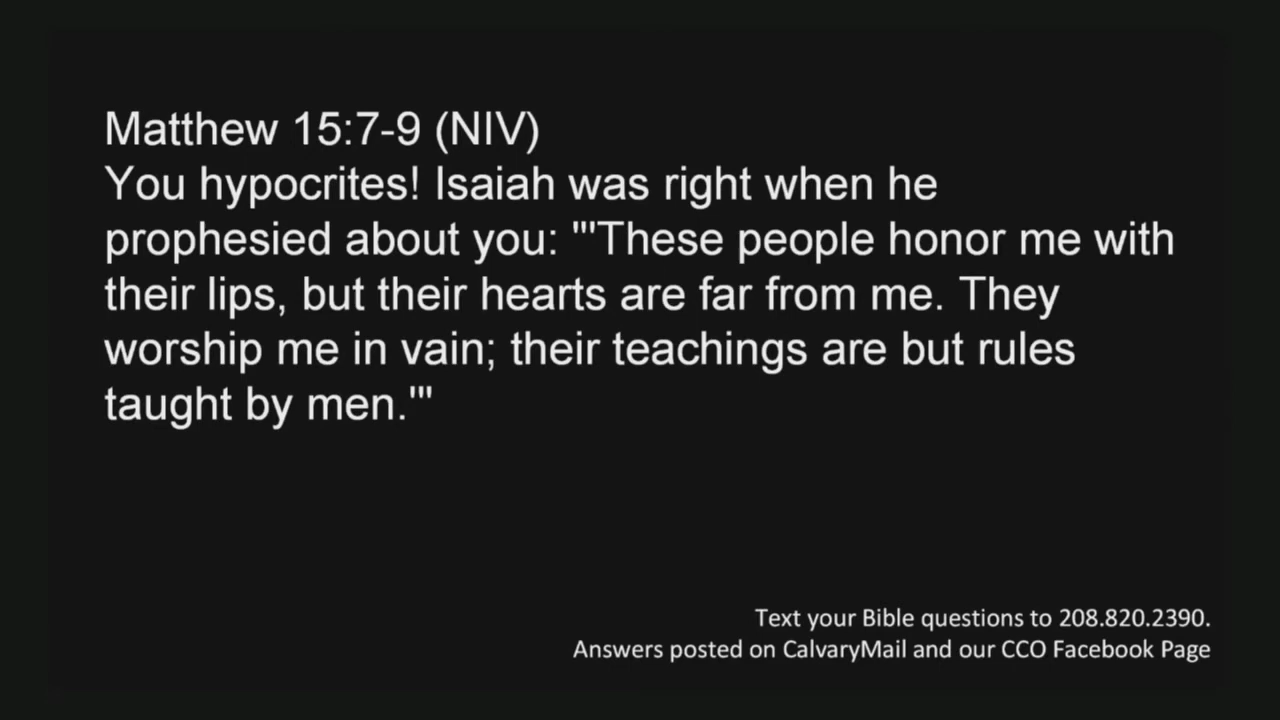 Matthew 15:7-9 (NIV)
You hypocrites! Isaiah was right when he
prophesied about you: "'These people honor me with
their lips, but their hearts are far from me. They
worship me in vain; their teachings are but rules
taught by men.'"
Text your Bible questions to 208.820.2390.
Answers posted on CalvaryMail and our CCO Facebook Page